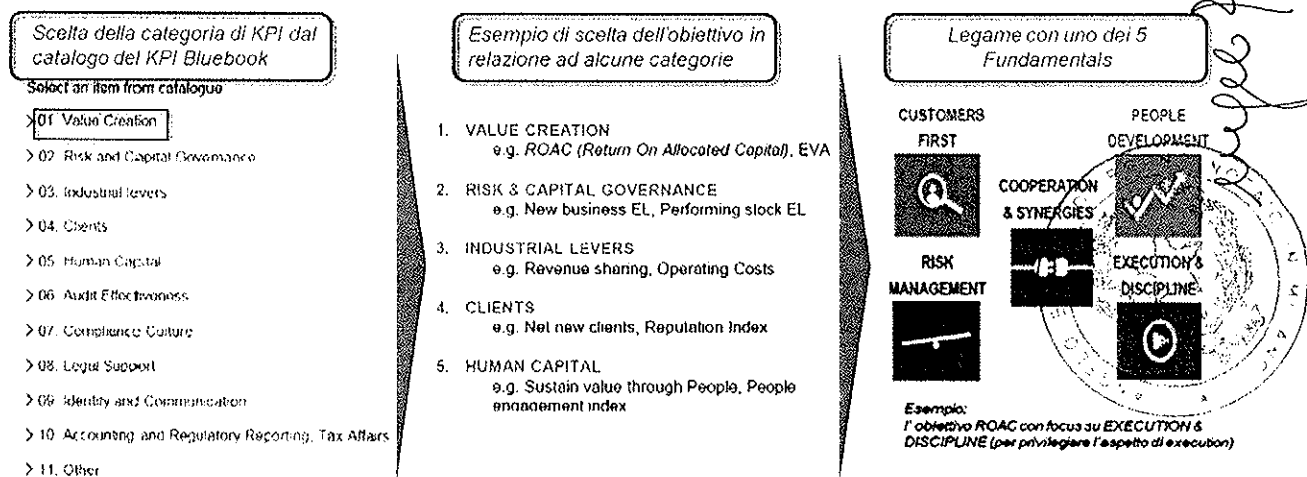 Scelta della categoria di KPI dal
catalogo del KPI Bluebook
Select an item from catalogue
01. Value Creation
02. Risk and Capital Governance
03. Industrial levers
04. Clients
05. Human Capital
06. Audit Effectiveness
07. Compliance Culture
08. Legal Support
09. Identity and Communication
10. Accounting and Regulatory Reporting, Tax Affairs
11. Other
Esempio di scelta dell'obiettivo in
relazione ad alcune categorie
1. VALUE CREATION
e.g. ROAC (Return On Allocated Capital), EVA
2. RISK & CAPITAL GOVERNANCE
e.g. New business EL, Performing stock EL
3. INDUSTRIAL LEVERS
e.g. Revenue sharing, Operating Costs
4. CLIENTS
e.g. Net new clients, Reputation Index
5. HUMAN CAPITAL
e.g. Sustain value through People, People
engagement index
Legame con uno dei 5
Fundamentals
CUSTOMERS
FIRST
PEOPLE
DEVELOPMENT
COOPERATION
& SYNERGIES
RISK
MANAGEMENT
EXECUTION &
DISCIPLINE
Esempio:
l' obiettivo ROAC con focus su EXECUTION &
DISCIPLINE (per privilegiare l'aspetto di execution)